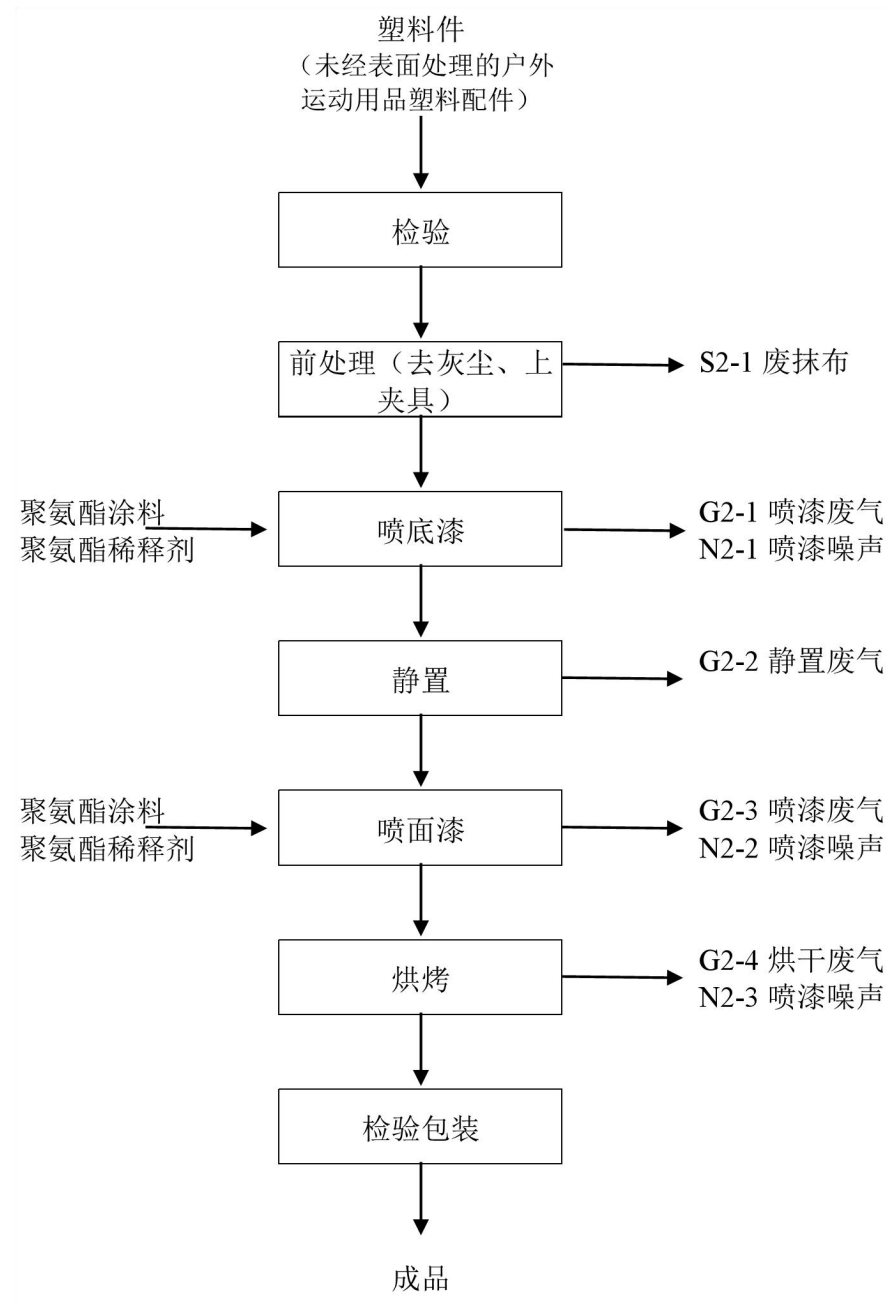 塑料件
（未经表面处理的户外
运动用品塑料配件）
检验
前处理（去灰尘、上
夹具）
S2-1 废抹布
聚氨酯涂料
聚氨酯稀释剂
喷底漆
G2-1 喷漆废气
N2-1 喷漆噪声
静置
G2-2 静置废气
聚氨酯涂料
聚氨酯稀释剂
喷面漆
G2-3 喷漆废气
N2-2 喷漆噪声
烘烤
G2-4 烘干废气
N2-3 喷漆噪声
检验包装
成品